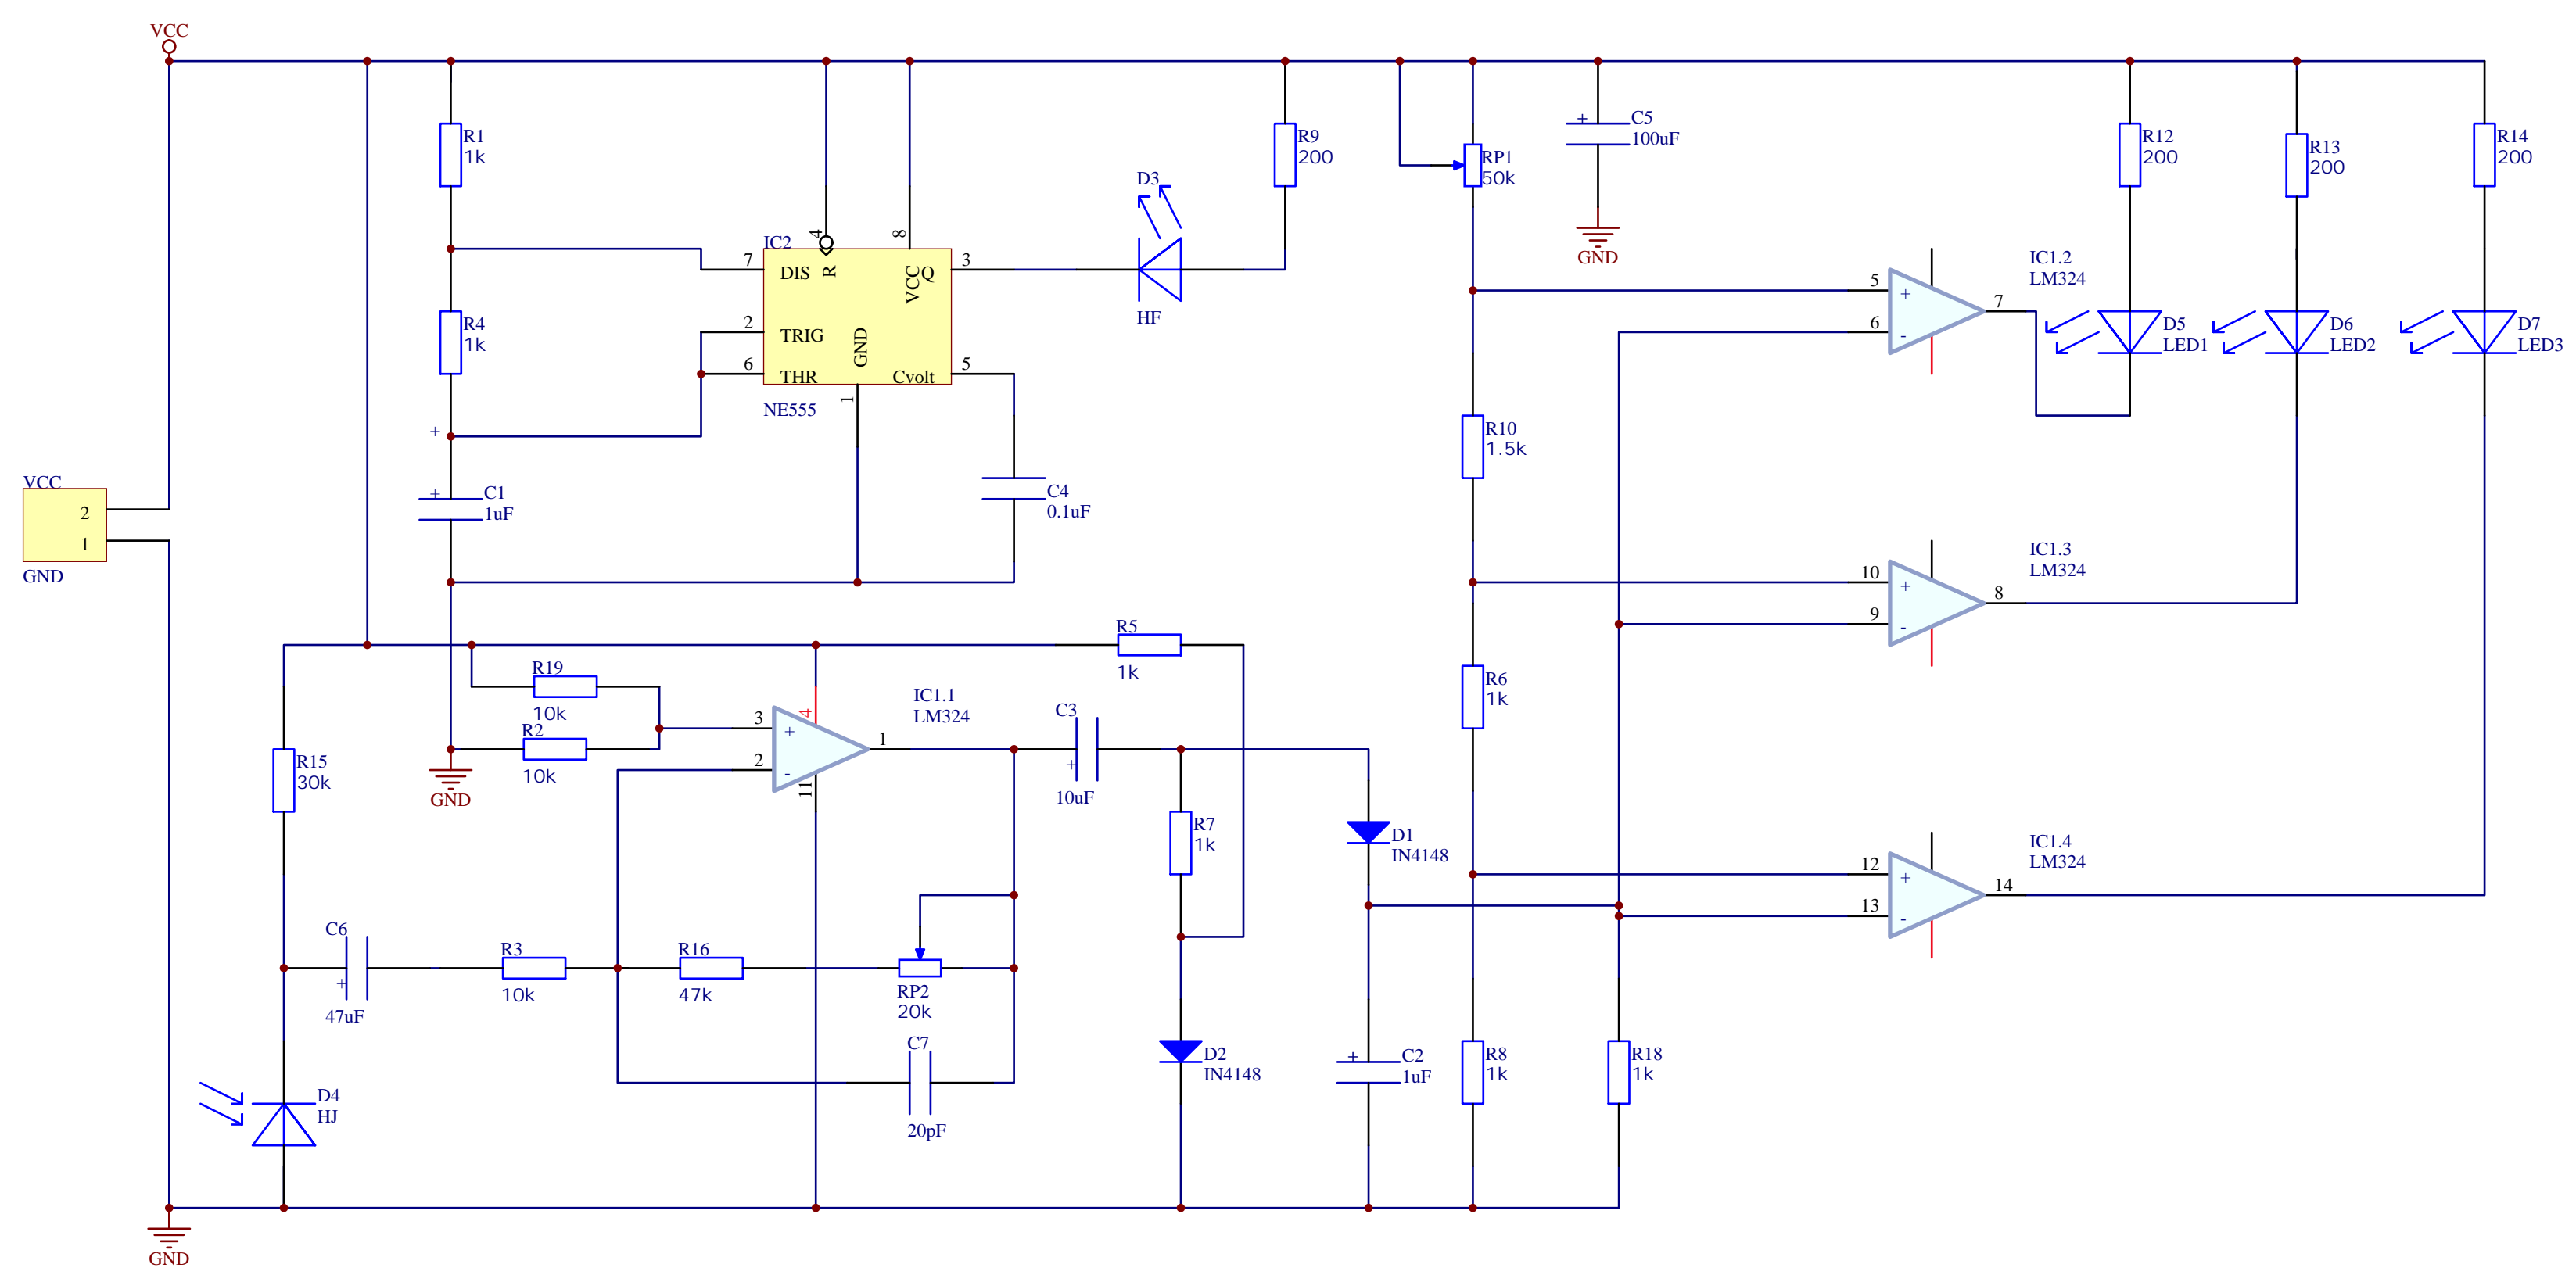 VCC
R1
1k
R4
1k
+
+
C1
1uF
VCC
2
1
GND
IC2
4
8
7
DIS
R
VCC
Q
3
2
TRIG
GND
6
THR
Cvolt
5
NE555
1
C4
0.1uF
D3
HF
R9
200
RP1
50k
+
C5
100uF
GND
R12
200
R13
200
R14
200
IC1.2
LM324
5
+
6
-
7
D5
LED1
D6
LED2
D7
LED3
R10
1.5k
IC1.3
LM324
10
+
9
-
8
R6
1k
IC1.4
LM324
12
+
13
-
14
R5
1k
R19
10k
R2
10k
GND
IC1.1
LM324
3
+
2
-
4
11
1
C3
+
10uF
R15
30k
R7
1k
D1
IN4148
C6
+
47uF
R3
10k
R16
47k
RP2
20k
C7
20pF
D4
HJ
D2
IN4148
+
C2
1uF
R8
1k
R18
1k
GND